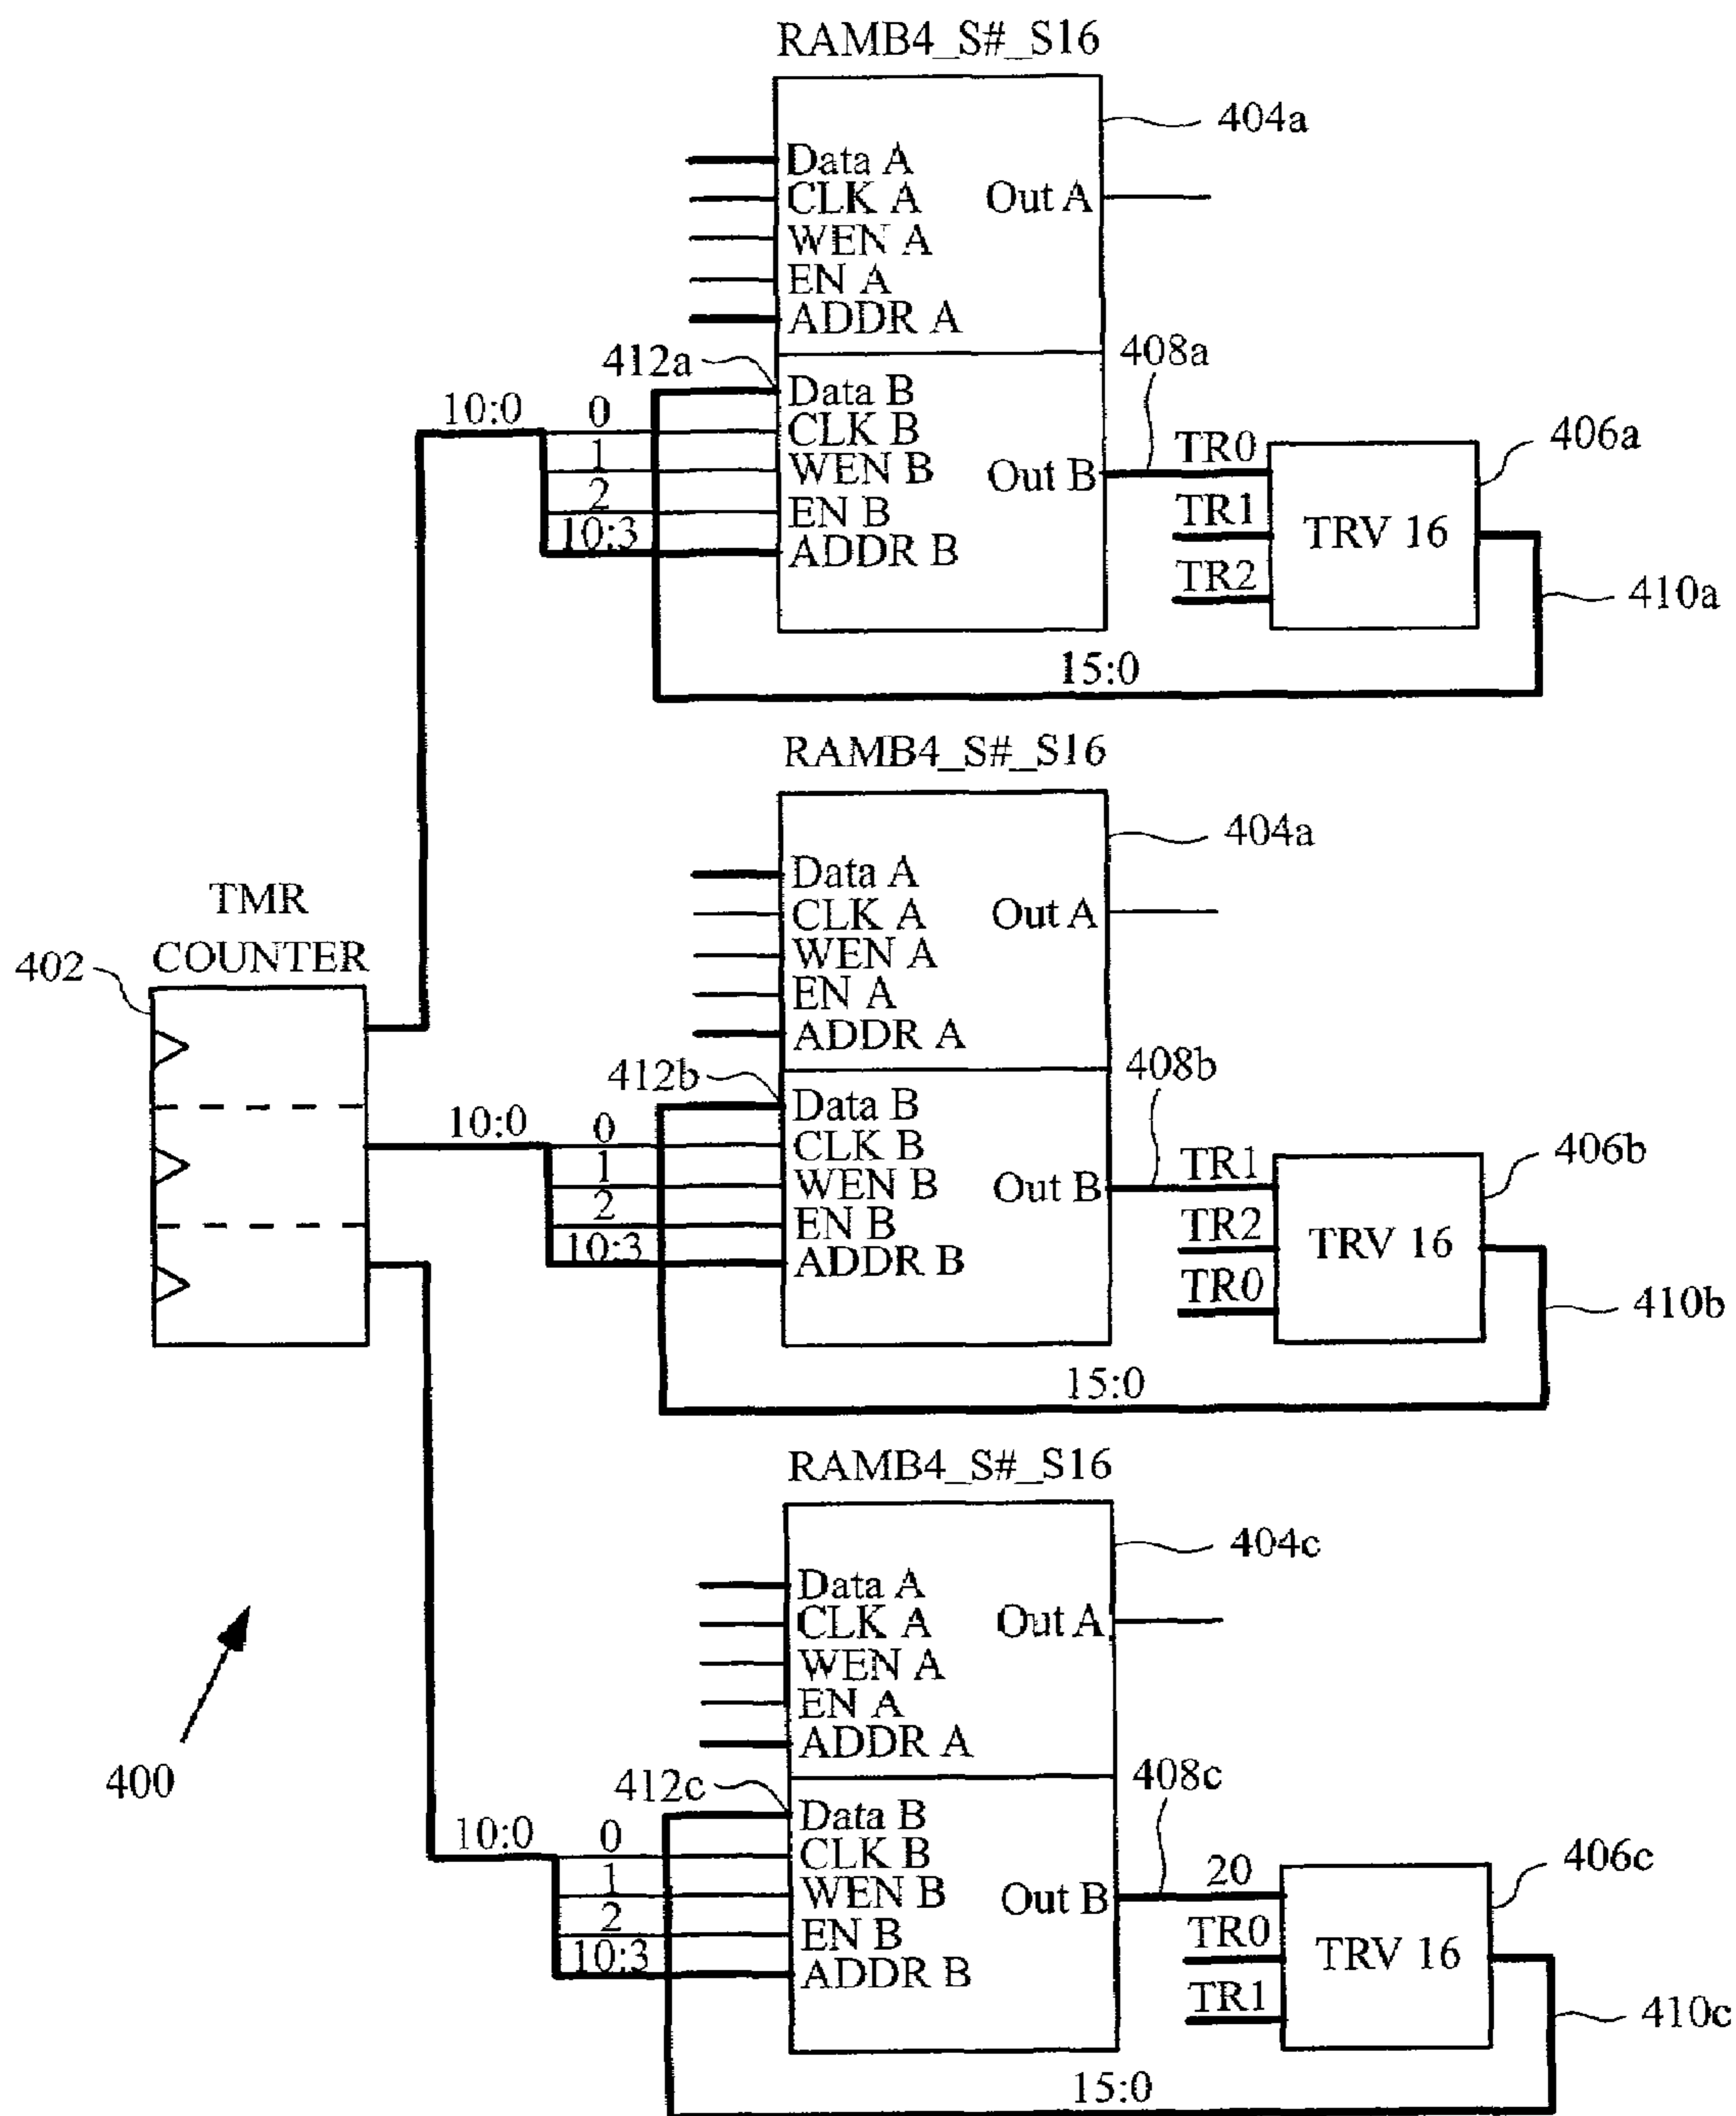 RAMB4_S#_S16
404a
Data A
CLK A
Out A
WEN A
EN A
ADDR A
412a
408a
Data B
10:0
0
CLK B
1
WEN B
Out B
TR0
406a
2
EN B
TR1
10:3
ADDR B
TRV 16
TR2
410a
15:0
RAMB4_S#_S16
404a
Data A
CLK A
Out A
WEN A
EN A
ADDR A
TMR
COUNTER
402
412b
408b
Data B
10:0
0
CLK B
1
WEN B
Out B
TR1
406b
2
EN B
TR2
10:3
ADDR B
TRV 16
TR0
410b
15:0
RAMB4_S#_S16
404c
Data A
CLK A
Out A
WEN A
EN A
ADDR A
400
412c
408c
Data B
10:0
0
CLK B
1
WEN B
Out B
20
406c
2
EN B
TR0
10:3
ADDR B
TRV 16
TR1
410c
15:0